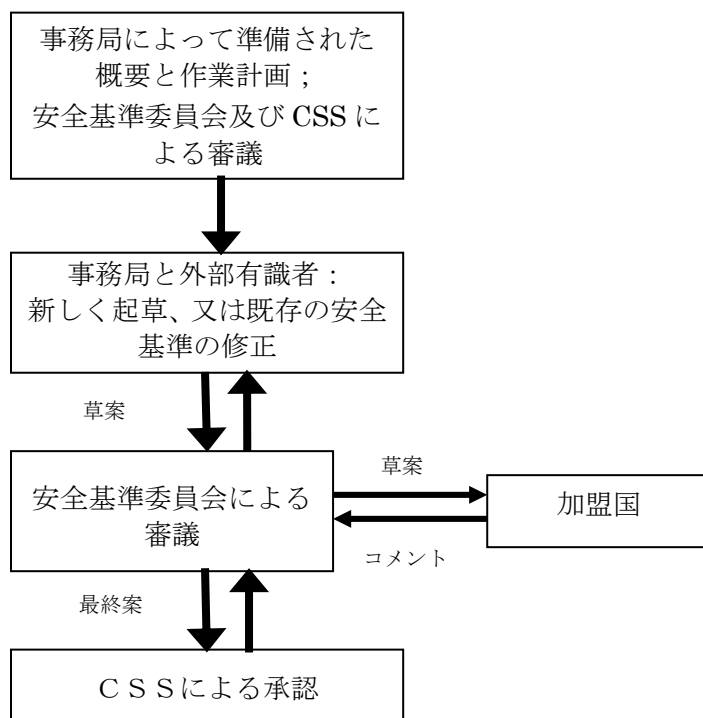 事務局によって準備された
概要と作業計画；
安全基準委員会及び CSS に
よる審議
事務局と外部有識者：
新しく起草、又は既存の安全
基準の修正
草案
安全基準委員会による
審議
草案
コメント
加盟国
最終案
ＣＳＳによる承認